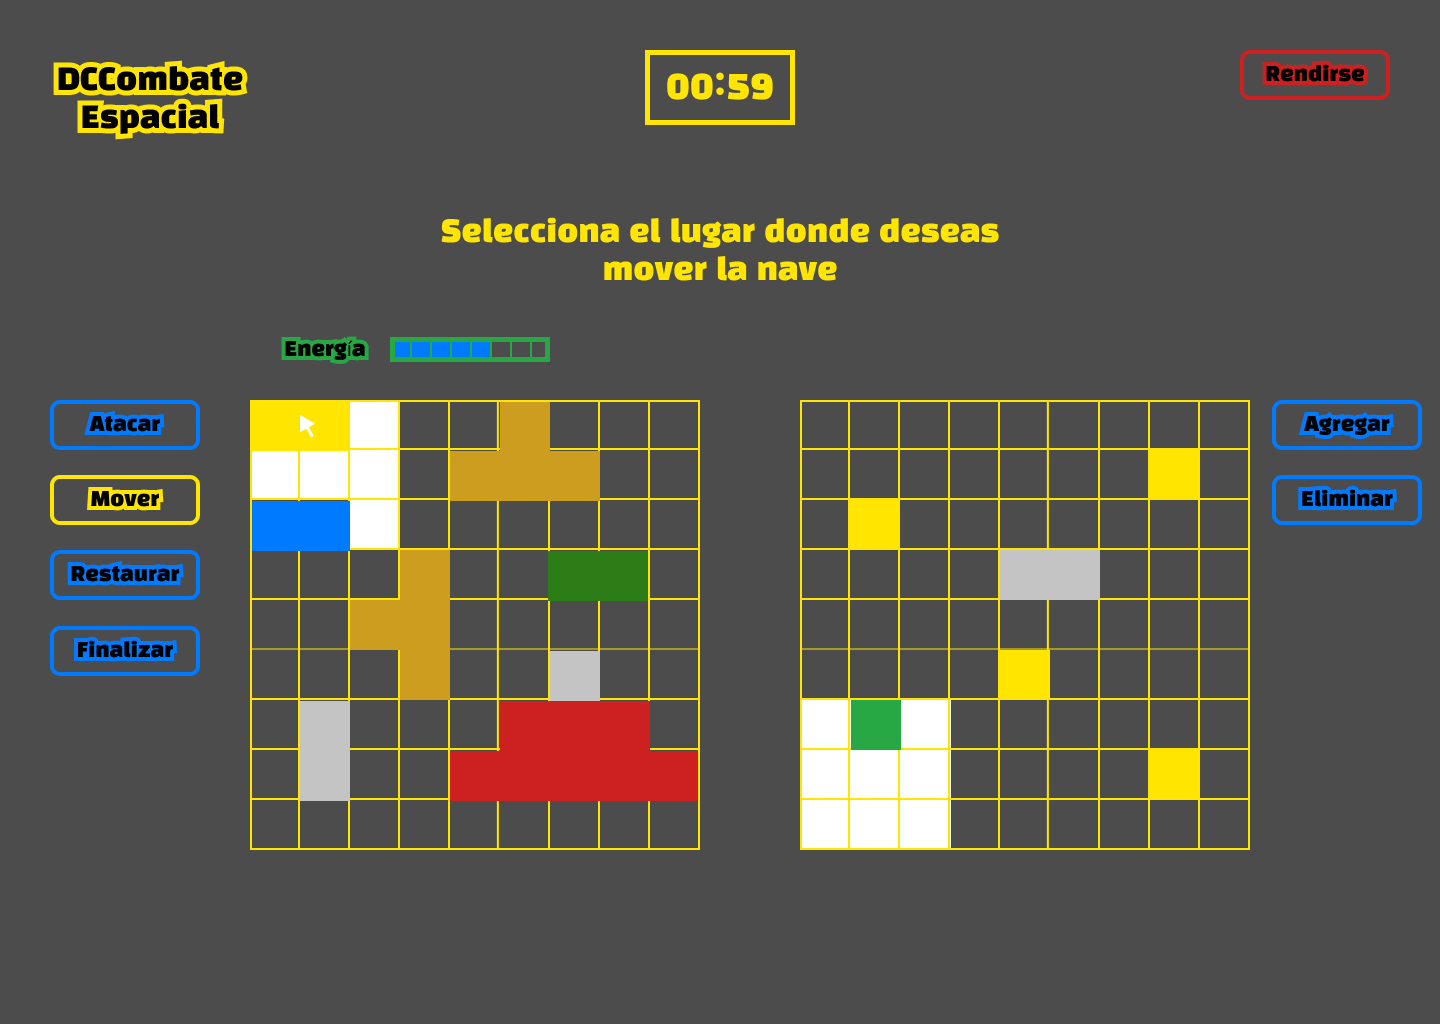 DCCombate
Espacial
00:59
Rendirse
Selecciona el lugar donde deseas
mover la nave
Energía
Atacar
Mover
Restaurar
Finalizar
Agregar
Eliminar